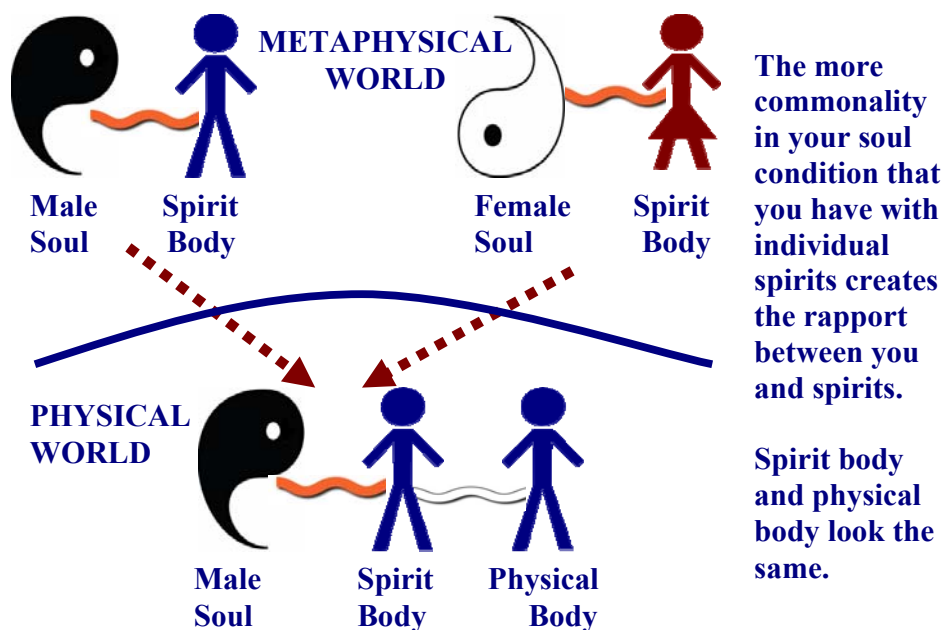 METAPHYSICAL
WORLD
Male
Soul
Spirit
Body
Female
Soul
Spirit
Body
The more
commonality
in your soul
condition that
you have with
individual
spirits creates
the rapport
between you
and spirits.
Spirit body
and physical
body look the
same.
PHYSICAL
WORLD
Male
Soul
Spirit
Body
Physical
Body